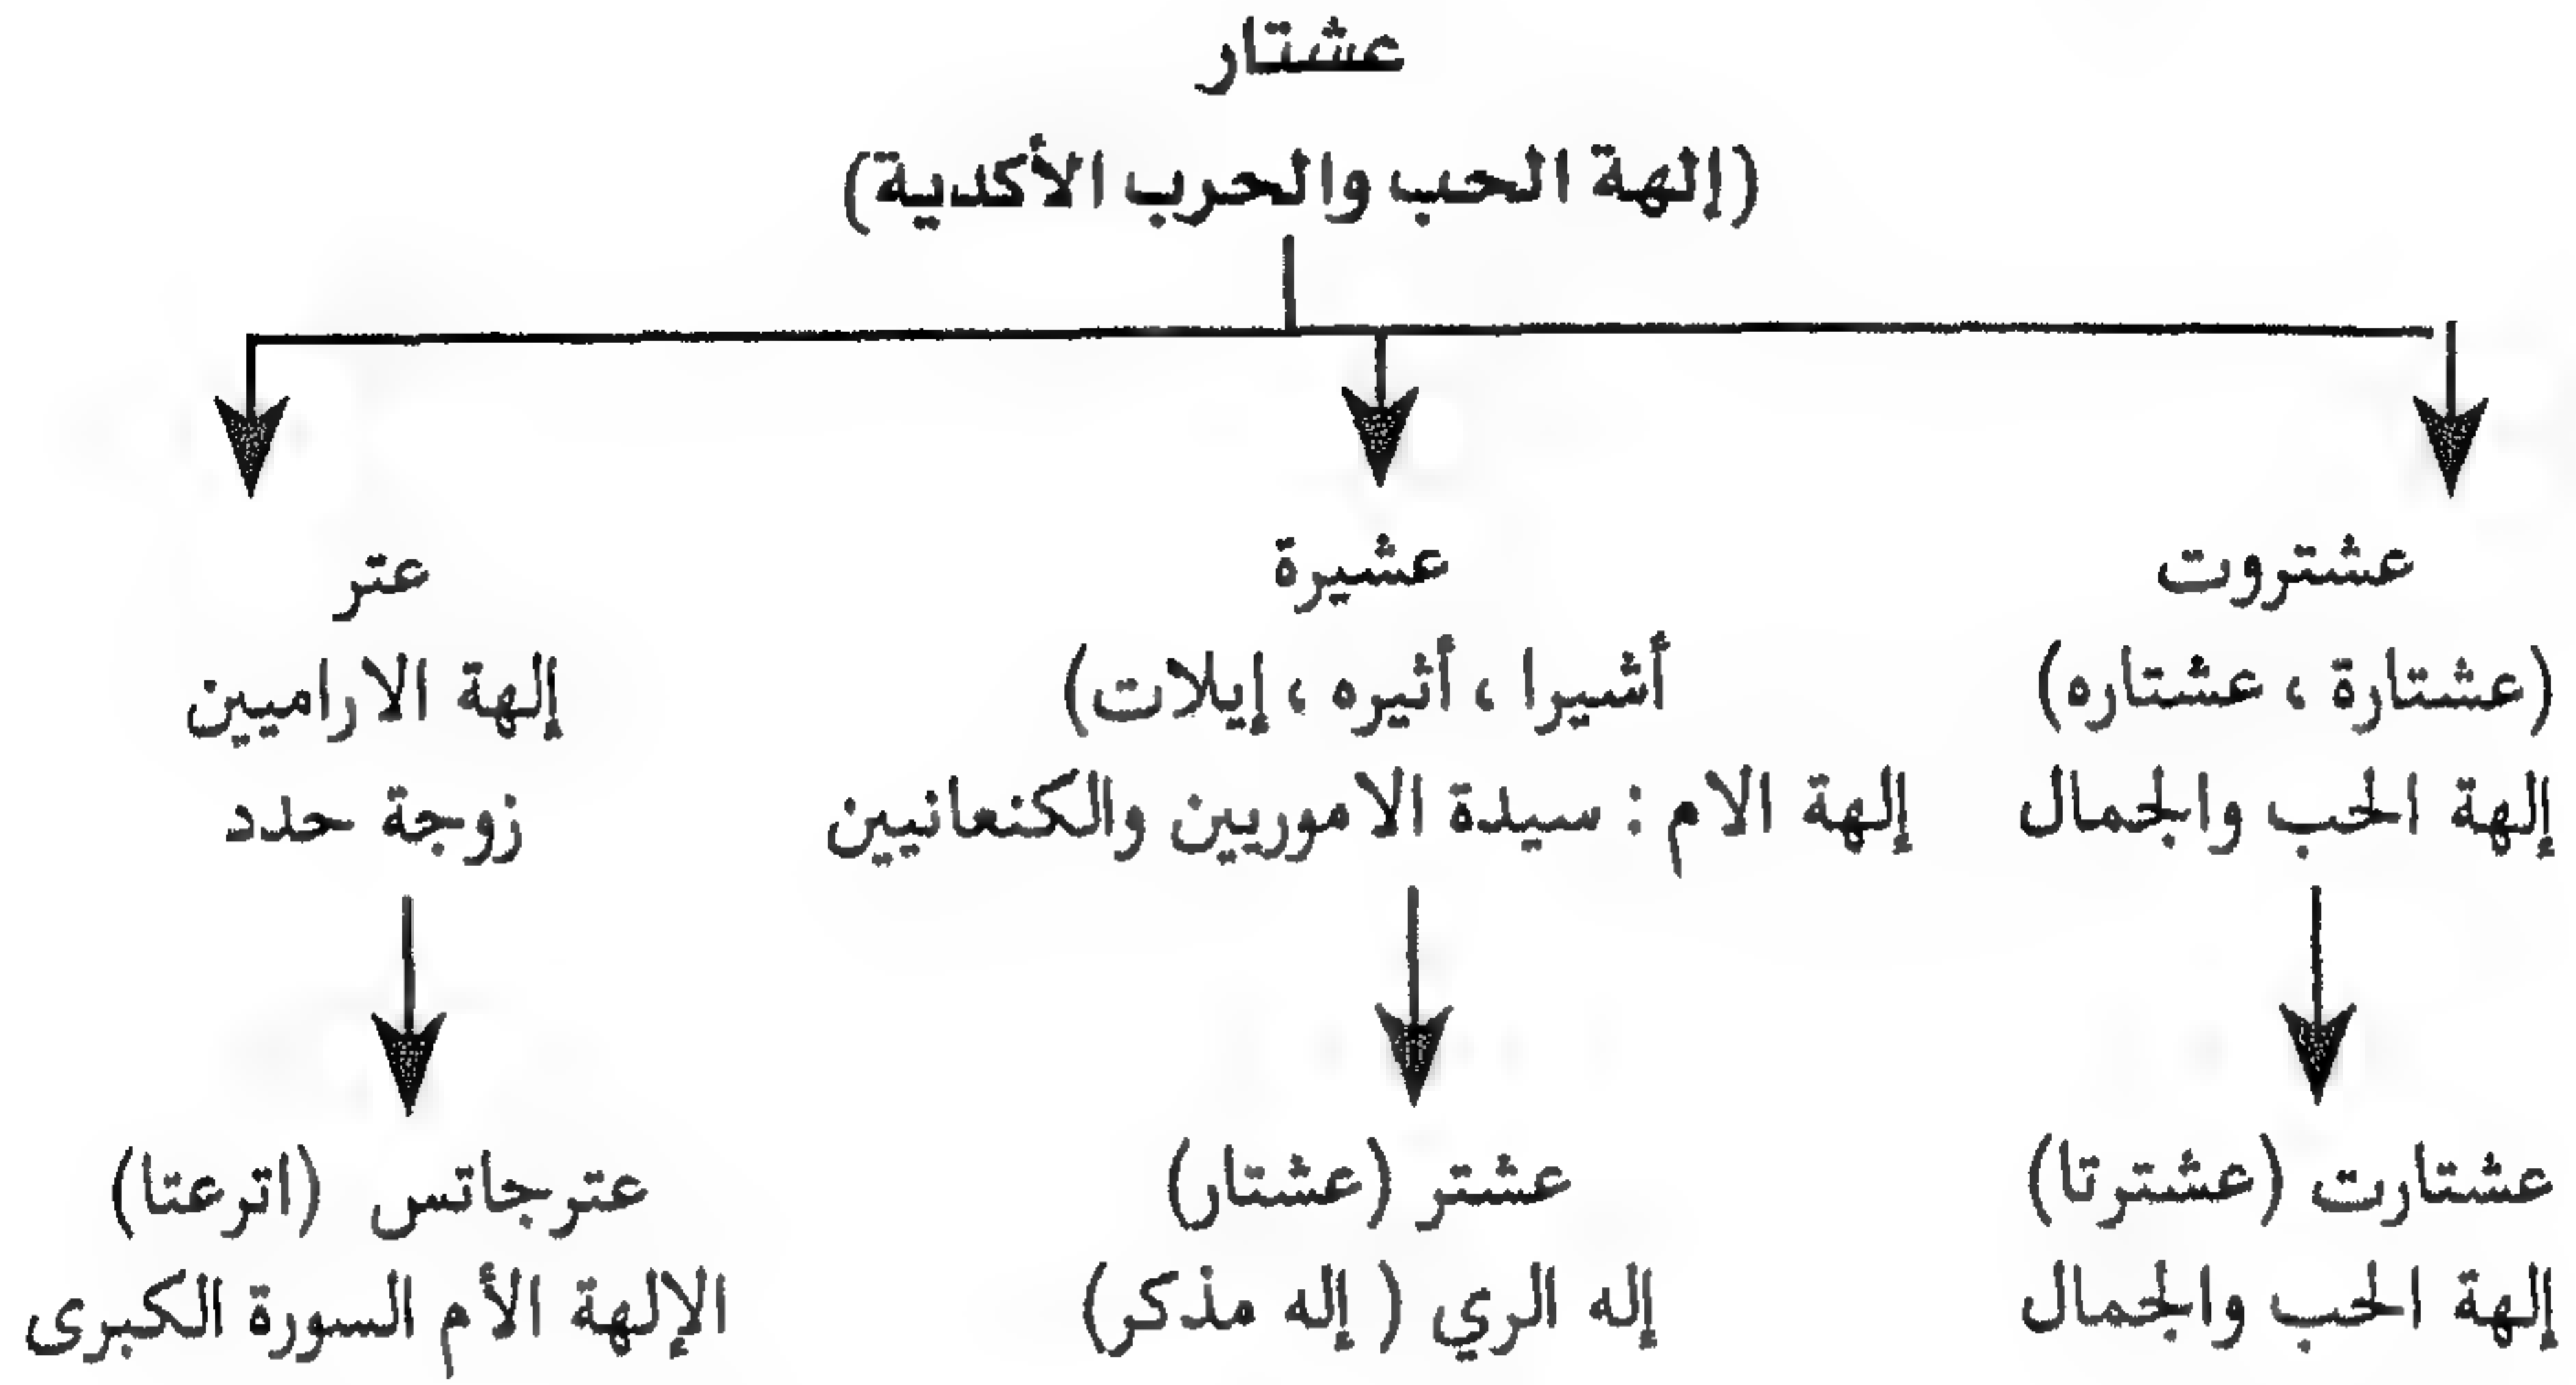 عشتار
(إلهة الحب والحرب الأكدية)
عشتروت
(عشتارة ، عشتاره)
إلهة الحب والجمال
عشيرة
أشيرا ، أثيره ، إيلات)
إلهة الام : سيدة الاموريين والكنعانيين
عتر
إلهة الاراميين
زوجة حدد
عشتارت (عشترتا)
إلهة الحب والجمال
عشتر (عشتار)
إله الري ( إله مذكر)
عترجاتس (اترعتا)
الإلهة الأم السورة الكبرى